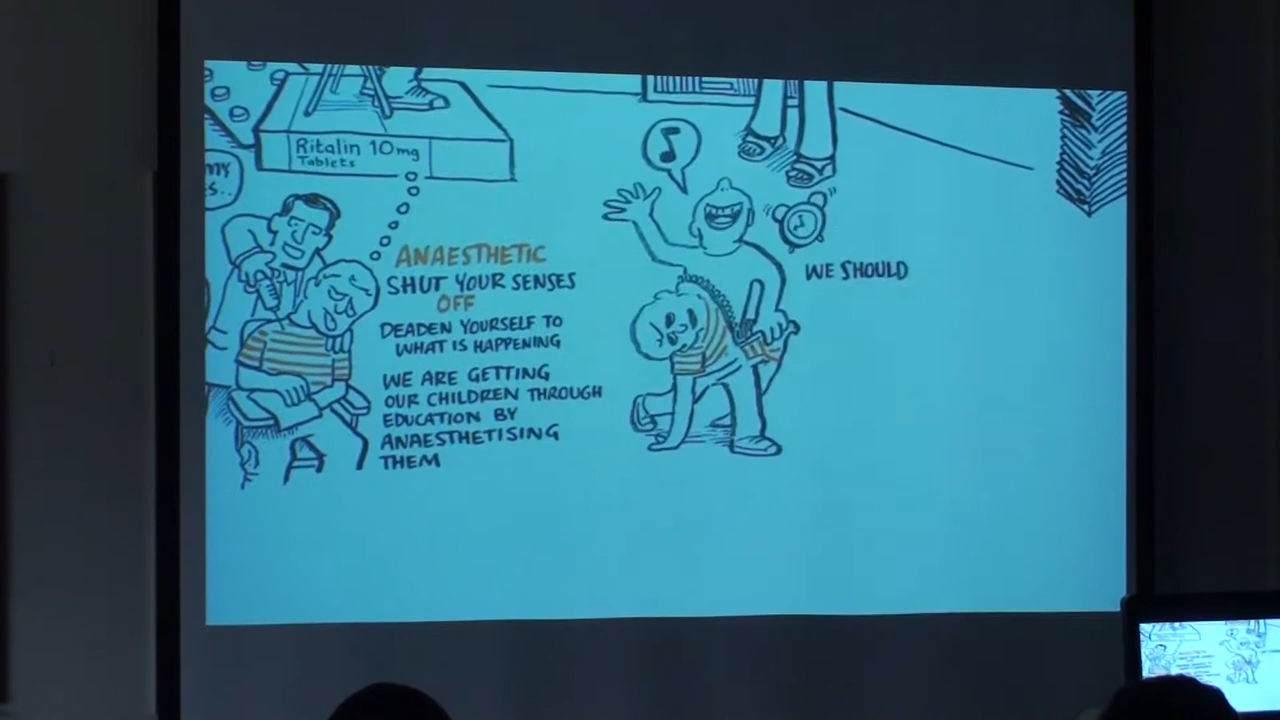 Ritalin 10mg
Tablets
ANAESTHETIC
SHUT YOUR SENSES
OFF
DEADEN YOURSELF TO
WHAT IS HAPPENING
WE ARE GETTING
OUR CHILDREN THROUGH
EDUCATION BY
ANAESTHETISING
THEM
WE SHOULD